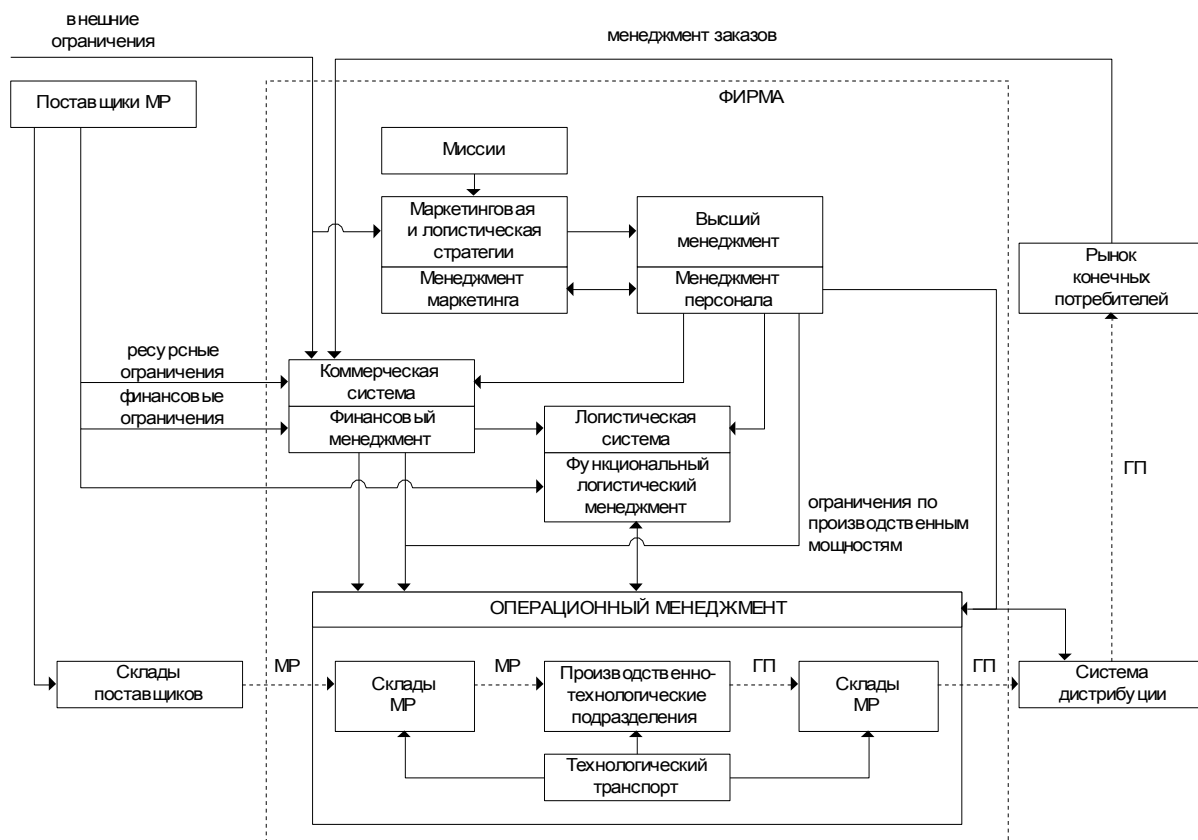 внешние
ограничения
менеджмент заказов
Поставщики МР
ФИРМА
Миссии
Маркетинговая
и логистическая
стратегии
Менеджмент
маркетинга
Высший
менеджмент
Менеджмент
персонала
Рынок
конечных
потребителей
ресурсные
ограничения
финансовые
ограничения
Коммерческая
система
Финансовый
менеджмент
Логистическая
система
Функциональный
логистический
менеджмент
ГП
ограничения по
производственным
мощностям
ОПЕРАЦИОННЫЙ МЕНЕДЖМЕНТ
Склады
поставщиков
МР
Склады
МР
МР
Производственно-
технологические
подразделения
ГП
Склады
МР
ГП
Система
дистрибуции
Технологический
транспорт